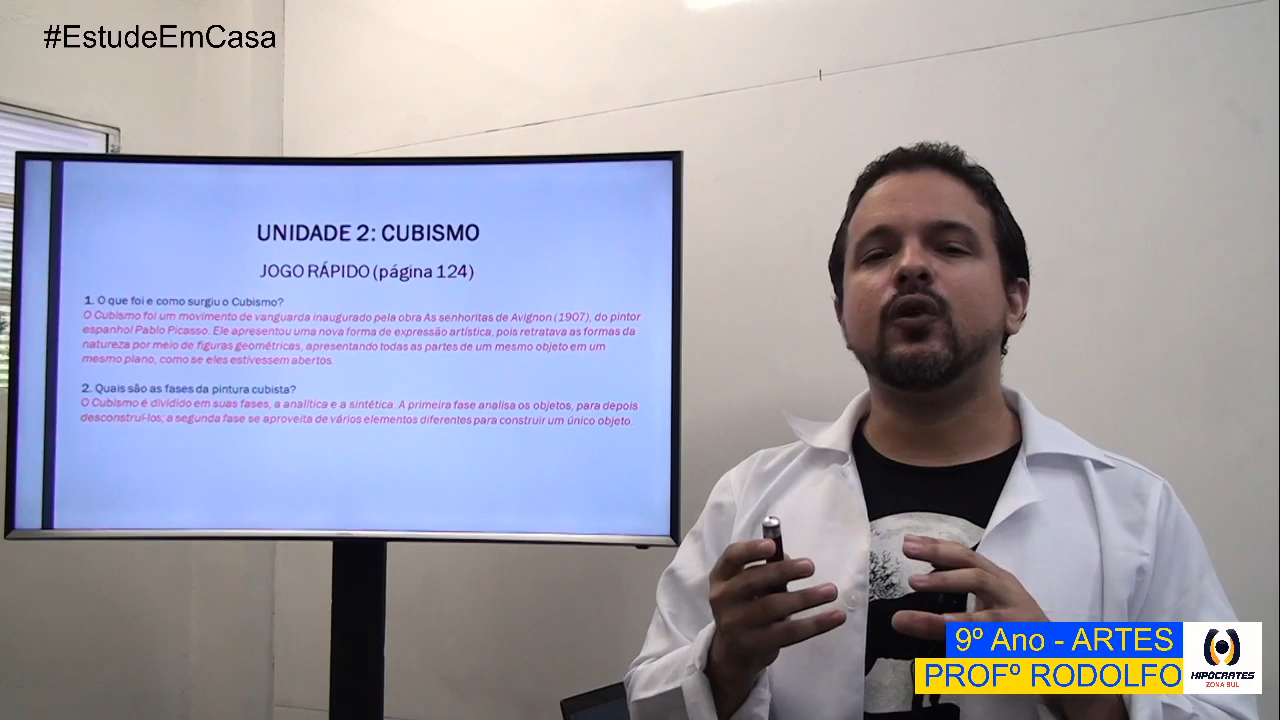 #EstudeEmCasa
UNIDADE 2: CUBISMO
JOGO RÁPIDO (página 124)
1. O que foi e como surgiu o Cubismo?
O Cubismo foi um movimento de vanguarda inaugurado pela obra As senhoritas de Avignon (1907), do pintor
espanhol Pablo Picasso. Ele apresentou uma nova forma de expressão artística, pois retratava as formas da
natureza por meio de figuras geométricas, apresentando todas as partes de um mesmo objeto em um
mesmo plano, como se eles estivessem abertos.
2. Quais são as fases da pintura cubista?
O Cubismo é dividido em suas fases, a analítica e a sintética. A primeira fase analisa os objetos, para depois
desconstruí-los; a segunda fase se aproveita de vários elementos diferentes para construir um único objeto.
9º Ano - ARTES
PROFº RODOLFO
HIPÓCRATES
ZONA SUL